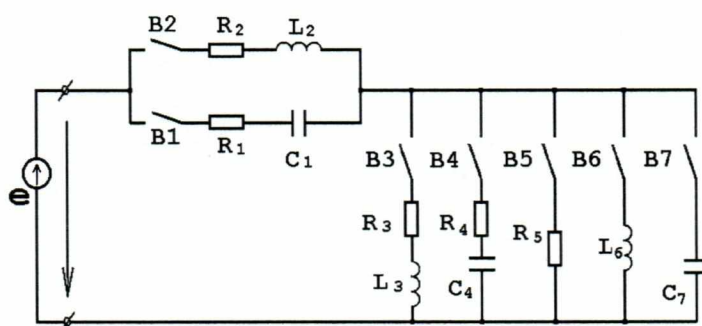 B2 R2 L2
B1 R1 C1
B3 B4 B5 B6 B7
R3 R4 R5 L6
L3 C4 C7
e